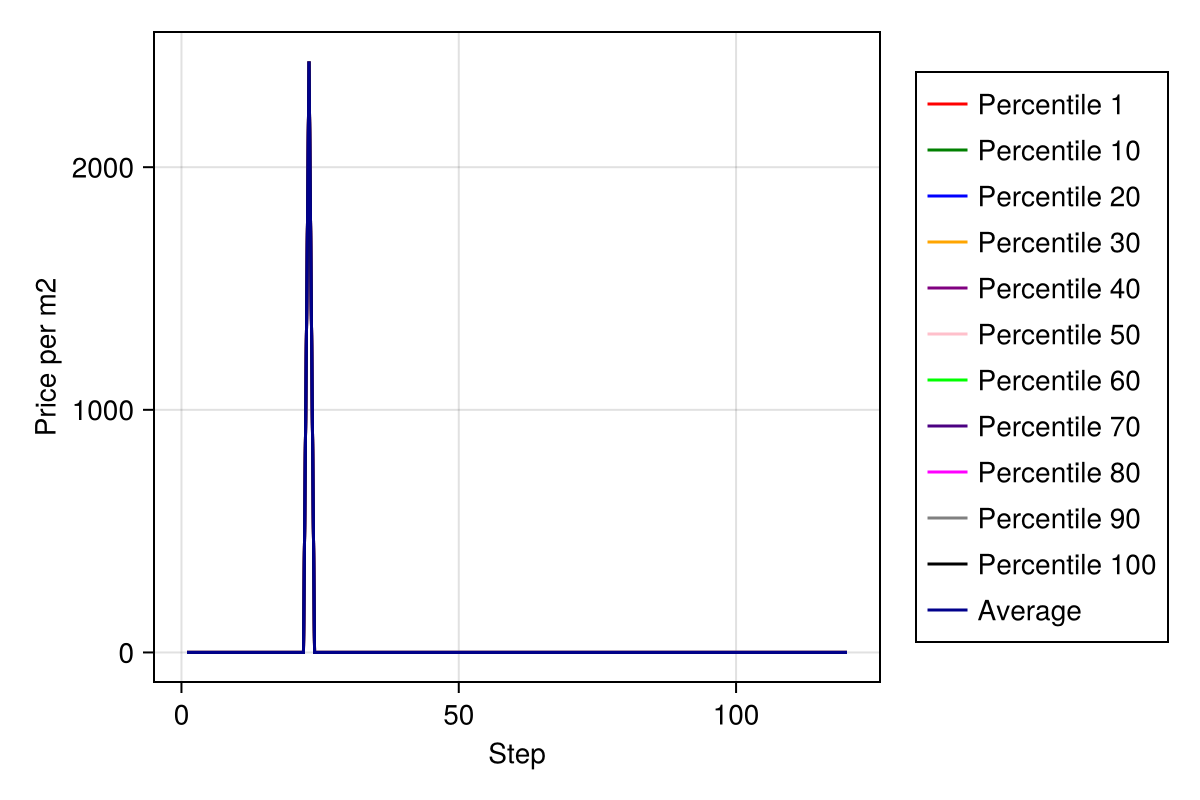 Price per m2
2000
1000
0
0
50
100
Step
Percentile 1
Percentile 10
Percentile 20
Percentile 30
Percentile 40
Percentile 50
Percentile 60
Percentile 70
Percentile 80
Percentile 90
Percentile 100
Average